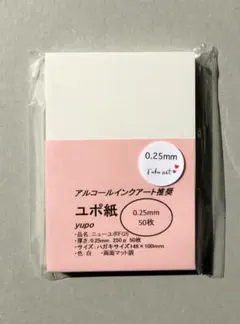 0.25mm
アルコールインクアート推奨
ユポ紙
yupo
0.25mm
50枚
・品名:ニューユポFGS
・厚さ:0.25mm 250g 50枚
・サイズ:ハガキサイズ148×100mm
・色:白 ・両面マット調